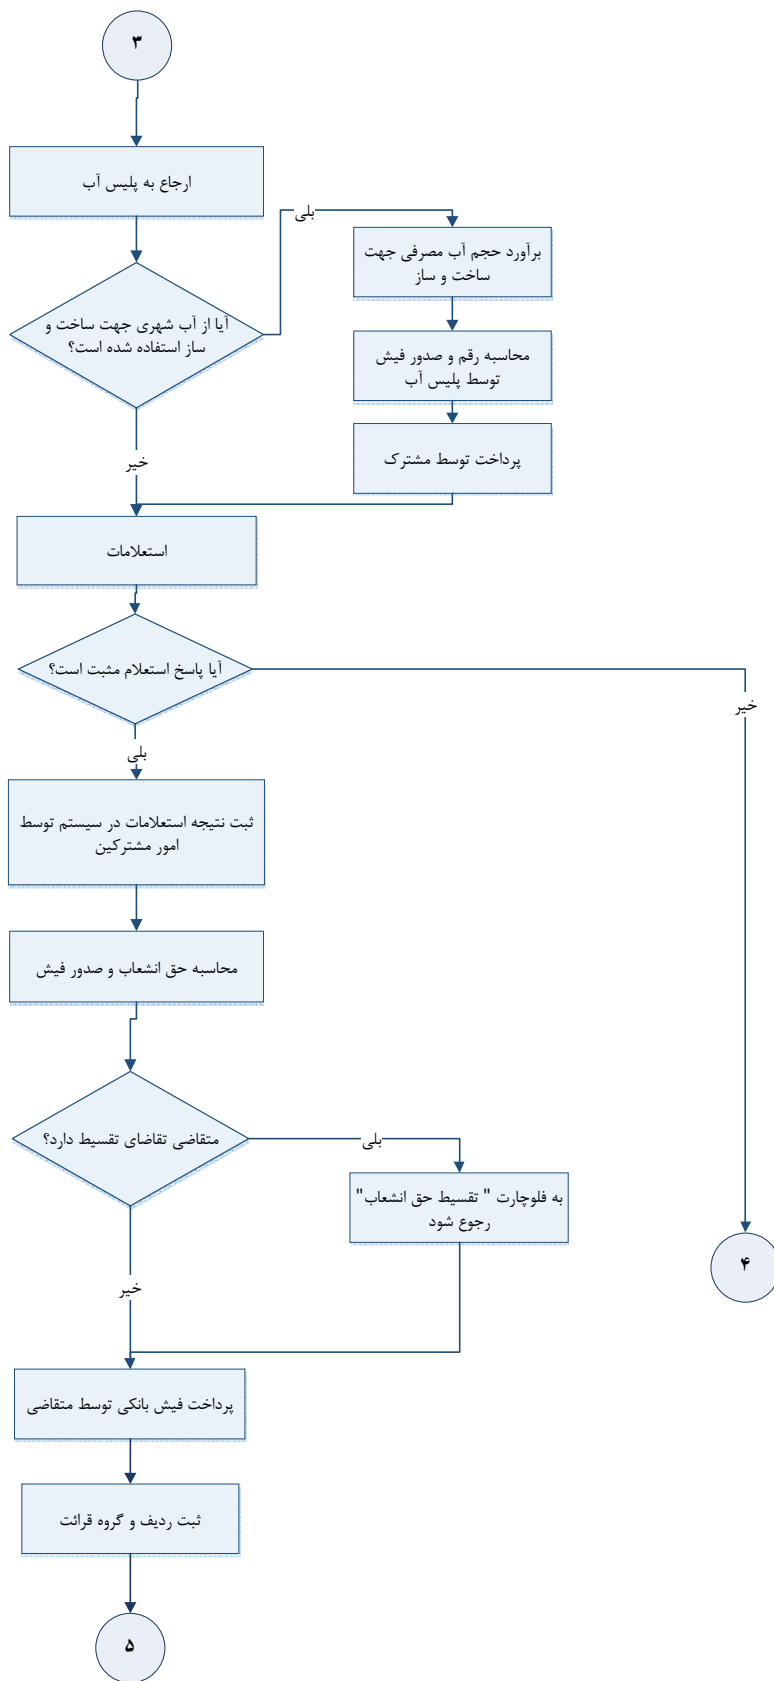 ۳
ارجاع به پلیس آب
بلی
برآورد حجم آب مصرفی جهت
ساخت و ساز
آیا از آب شهری جهت ساخت و
ساز استفاده شده است؟
محاسبه رقم و صدور فیش
توسط پلیس آب
پرداخت توسط مشترک
خیر
استعلامات
آیا پاسخ استعلام مثبت است؟
خیر
بلی
ثبت نتیجه استعلامات در سیستم توسط
امور مشترکین
محاسبه حق انشعاب و صدور فیش
متقاضی تقاضای تقسیط دارد؟
بلی
به فلوچارت " تقسیط حق انشعاب"
رجوع شود
۴
خیر
پرداخت فیش بانکی توسط متقاضی
ثبت ردیف و گروه قرائت
۵